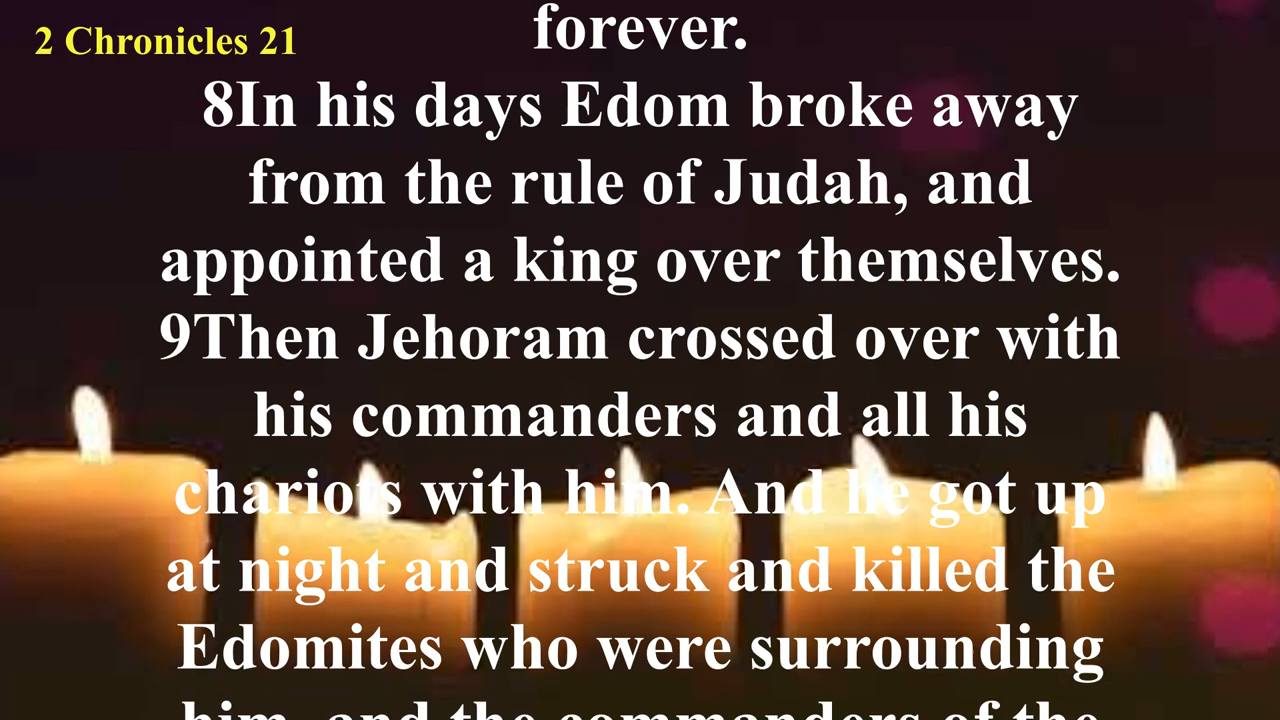 2 Chronicles 21
forever.
8In his days Edom broke away
from the rule of Judah, and
appointed a king over themselves.
9Then Jehoram crossed over with
his commanders and all his
chariots with him. And he got up
at night and struck and killed the
Edomites who were surrounding
him, and the commanders of the